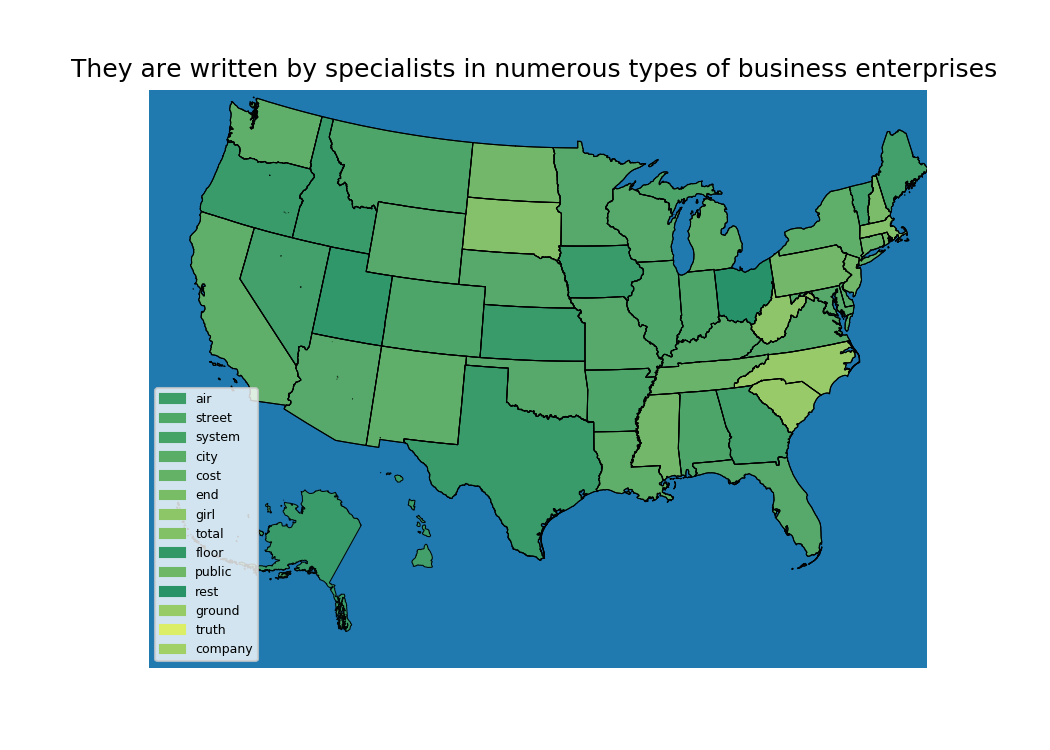 They are written by specialists in numerous types of business enterprises
air
street
system
city
cost
end
girl
total
floor
public
rest
ground
truth
company